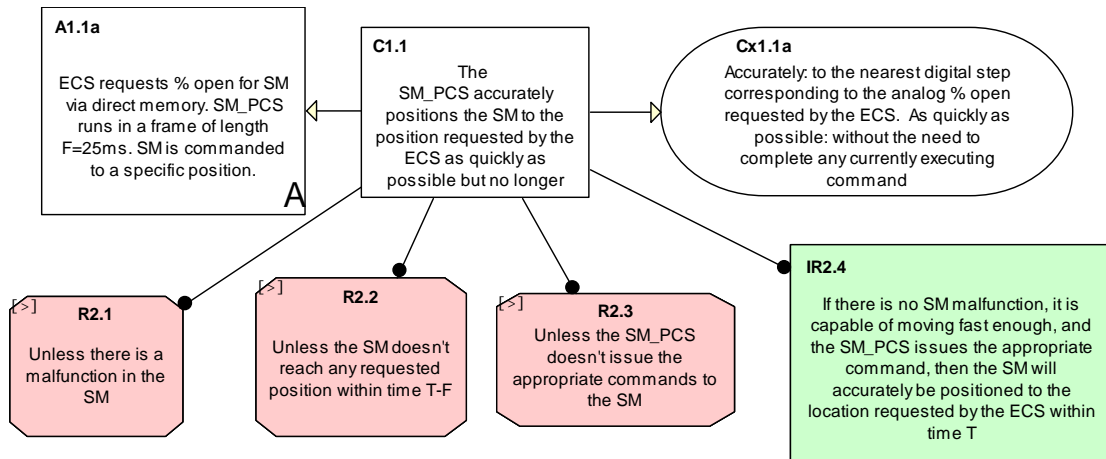 A1.1a
ECS requests % open for SM
via direct memory. SM_PCS
runs in a frame of length
F=25ms. SM is commanded
to a specific position.
A
C1.1
The
SM_PCS accurately
positions the SM to the
position requested by the
ECS as quickly as
possible but no longer
Cx1.1a
Accurately: to the nearest digital step
corresponding to the analog % open
requested by the ECS. As quickly as
possible: without the need to
complete any currently executing
command
[>]
R2.1
Unless there is a
malfunction in the
SM
[>]
R2.2
Unless the SM doesn't
reach any requested
position within time T-F
[>]
R2.3
Unless the SM_PCS
doesn't issue the
appropriate commands to
the SM
IR2.4
If there is no SM malfunction, it is
capable of moving fast enough, and
the SM_PCS issues the appropriate
command, then the SM will
accurately be positioned to the
location requested by the ECS within
time T